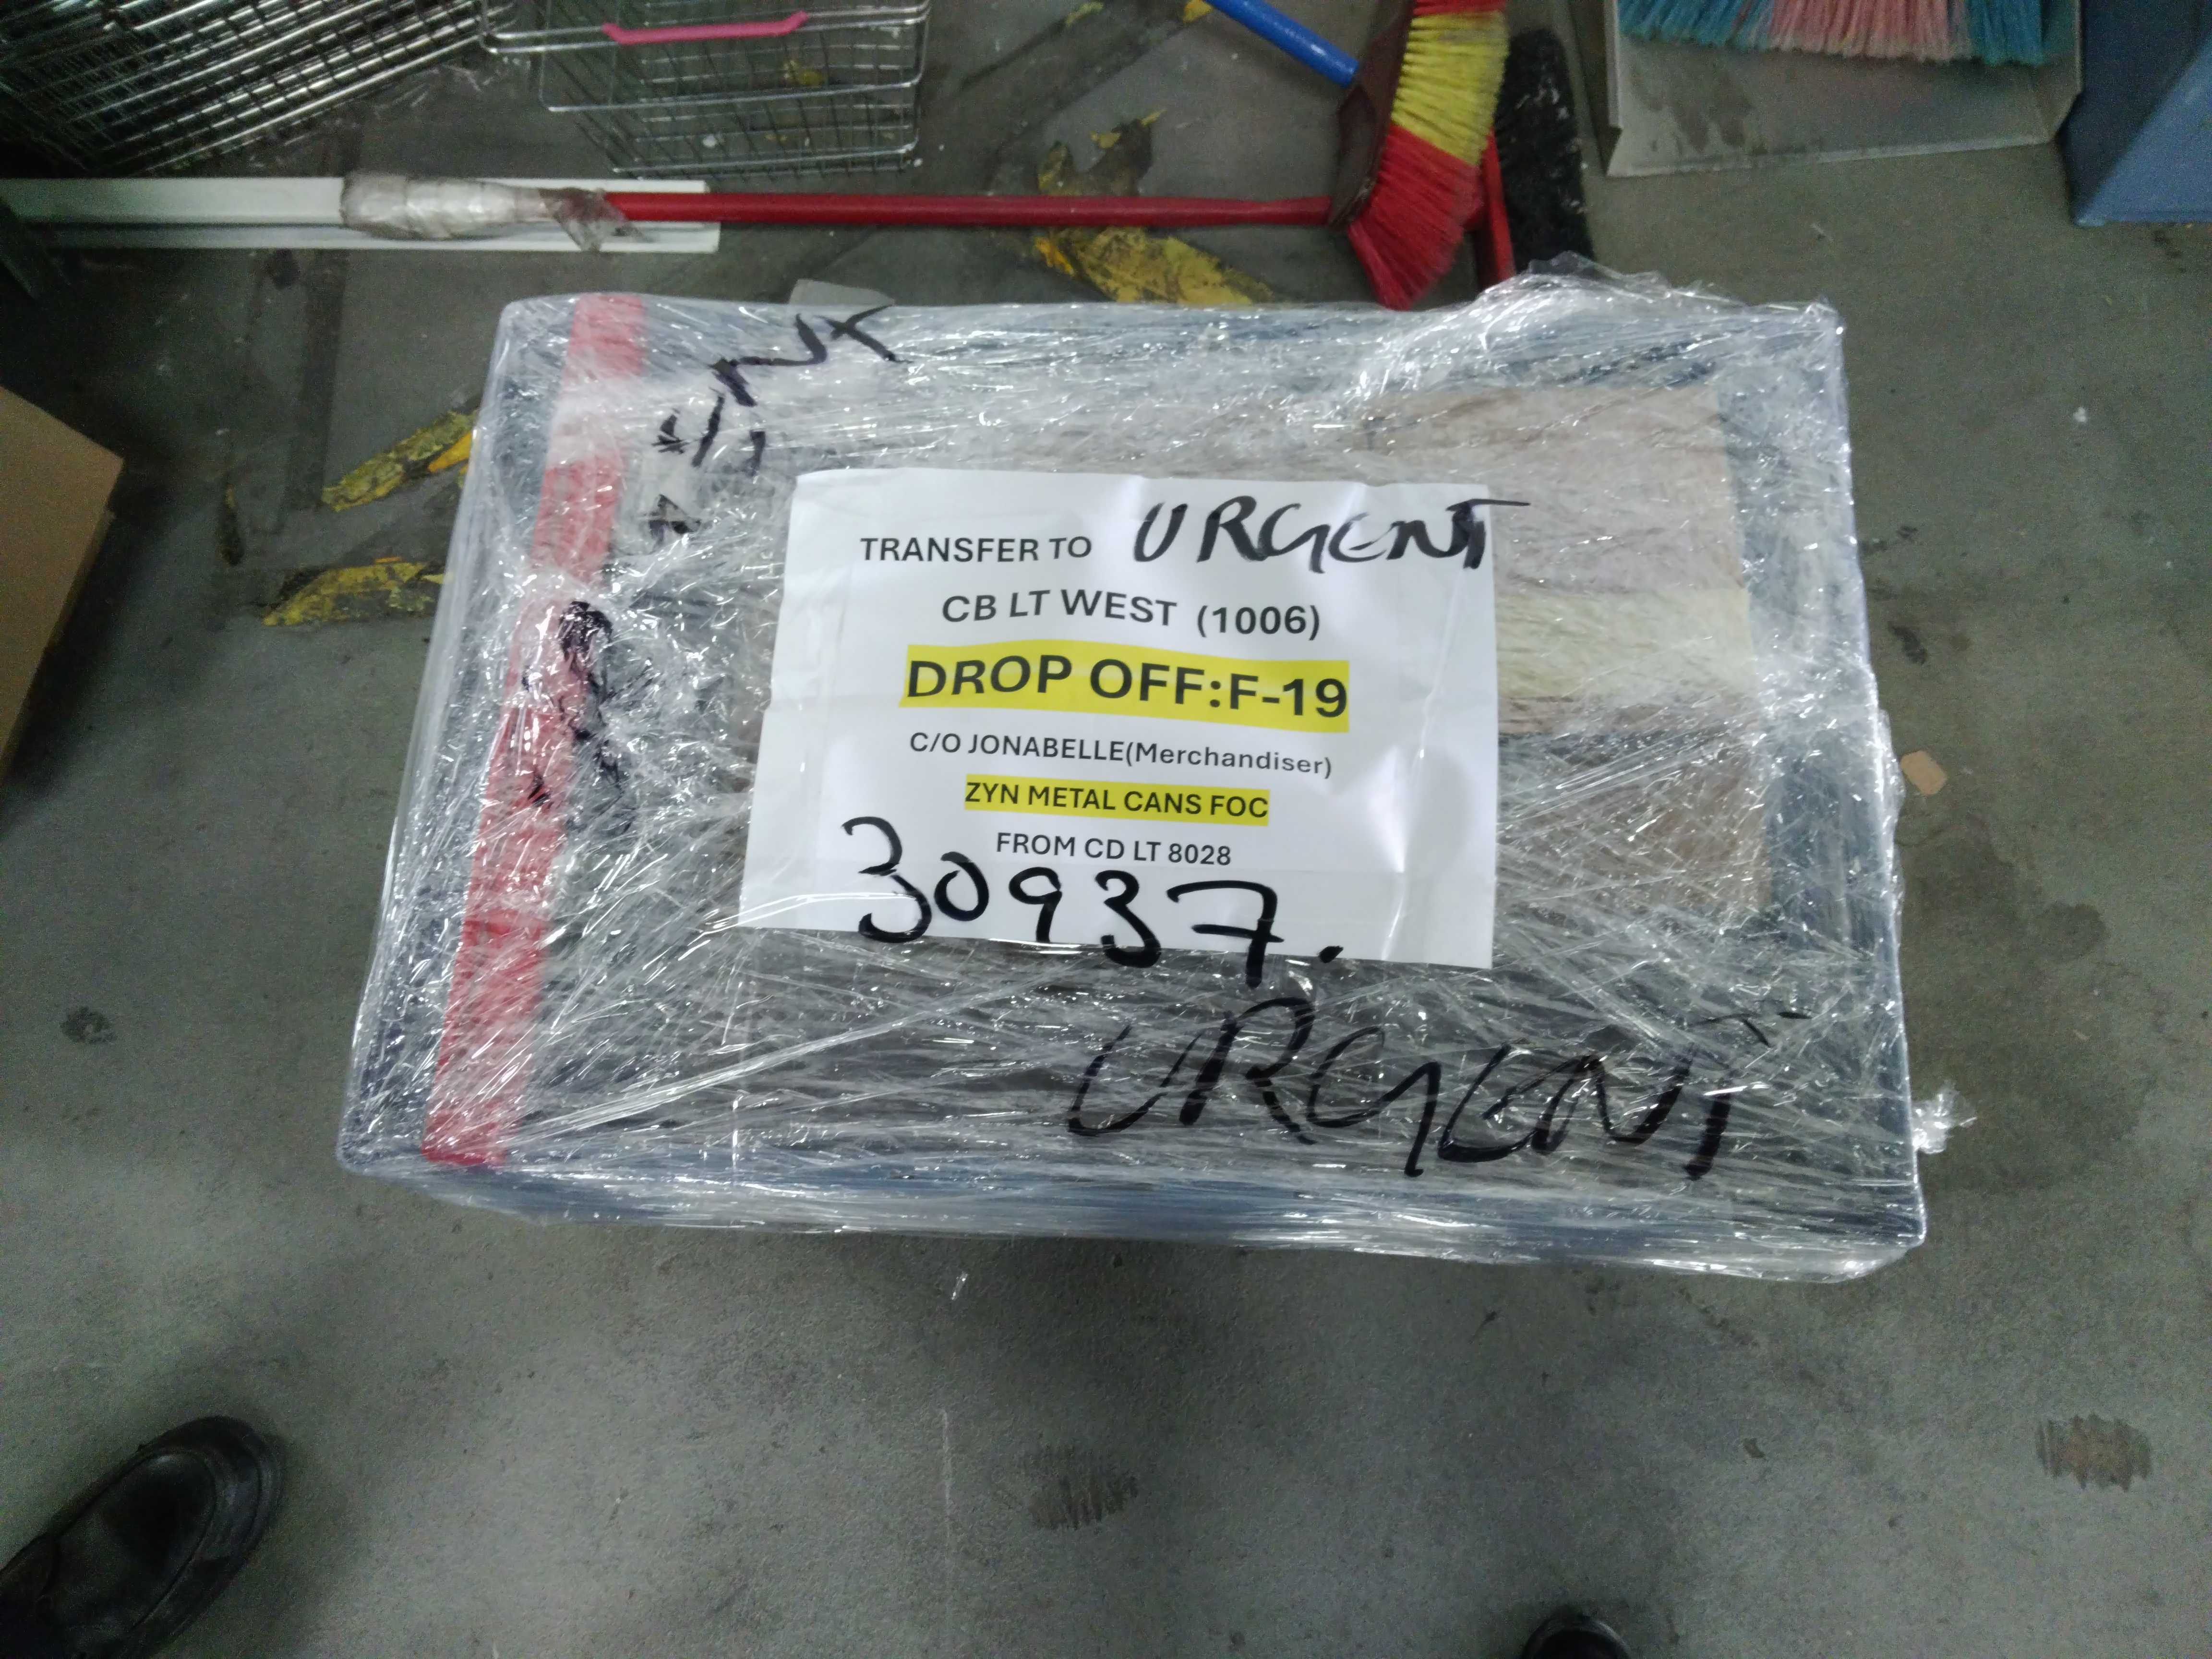 TRANSFER TO URGENT
CB LT WEST (1006)
DROP OFF:F-19
C/O JONABELLE(Merchandiser)
ZYN METAL CANS FOC
FROM CD LT 8028
30937.
URGENT